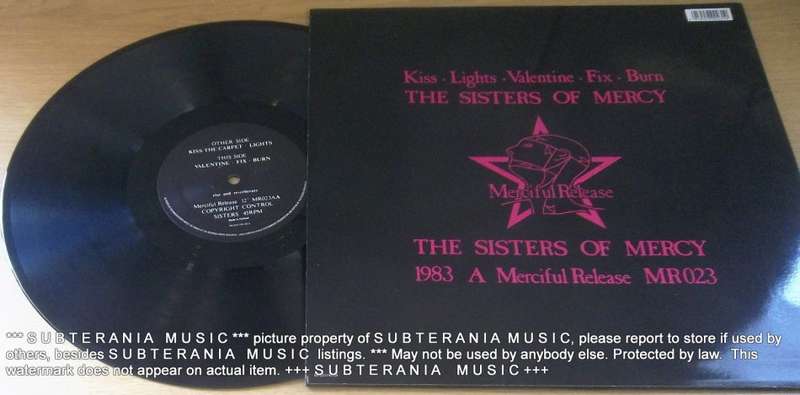 OTHER SIDE
KISS THE CARPET · LIGHTS
THIS SIDE
VALENTINE · FIX · BURN
rise and reverberate
Merciful Release 12" MR023AA
COPYRIGHT CONTROL
SISTERS 45RPM
Kiss · Lights · Valentine · Fix · Burn
THE SISTERS OF MERCY
Merciful Release
THE SISTERS OF MERCY
1983 A Merciful Release MR023
*** S U B T E R A N I A M U S I C *** picture property of S U B T E R A N I A M U S I C, please report to store if used by
others, besides S U B T E R A N I A M U S I C listings. *** May not be used by anybody else. Protected by law. This
watermark does not appear on actual item. +++ S U B T E R A N I A M U S I C +++